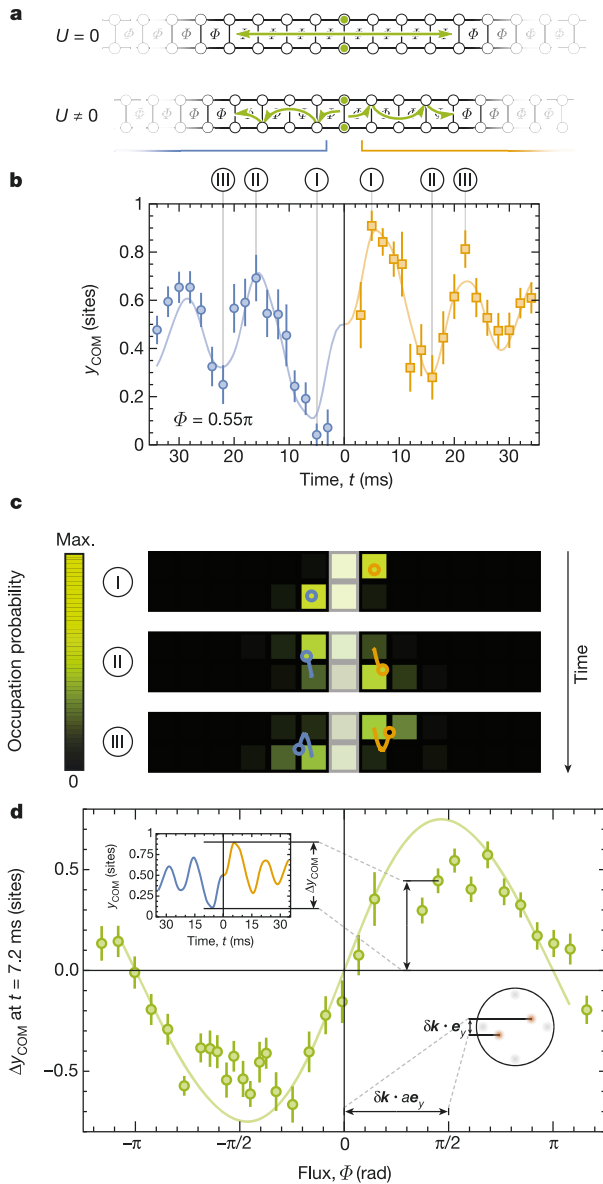 a
U = 0
Φ Φ Φ Φ Φ Φ Φ Φ
U ≠ 0
Φ Φ Φ Φ Φ Φ Φ Φ
b
III II I I II III
1
0.8
0.6
0.4
0.2
0
y_COM (sites)
Φ = 0.55π
30 20 10 0 10 20 30
Time, t (ms)
c
Max.
Occupation probability
0
I
II
III
Time
d
0.5
0.0
−0.5
Δy_COM at t = 7.2 ms (sites)
1
0.75
0.50
0.25
0
y_COM (sites)
30 15 0 15 30
Time, t (ms)
Δy_COM
δk · e_y
δk · ae_y
−π −π/2 0 π/2 π
Flux, Φ (rad)